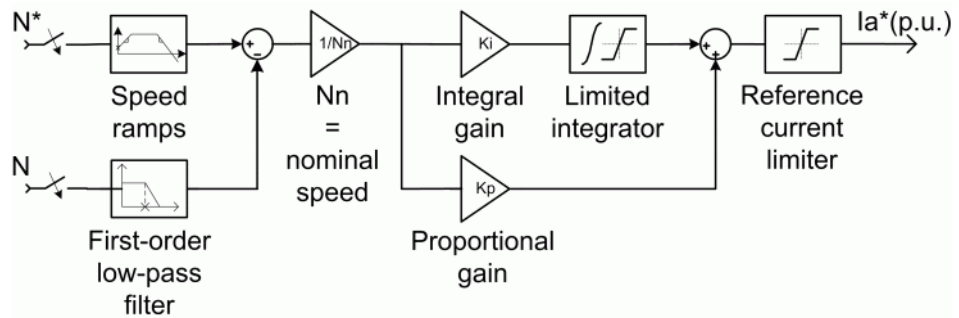 N*
Ia*(p.u.)
+
-
1/Nn
Ki
+
+
Speed
ramps
Nn
=
nominal
speed
Integral
gain
Limited
integrator
Reference
current
limiter
N
Kp
First-order
low-pass
filter
Proportional
gain